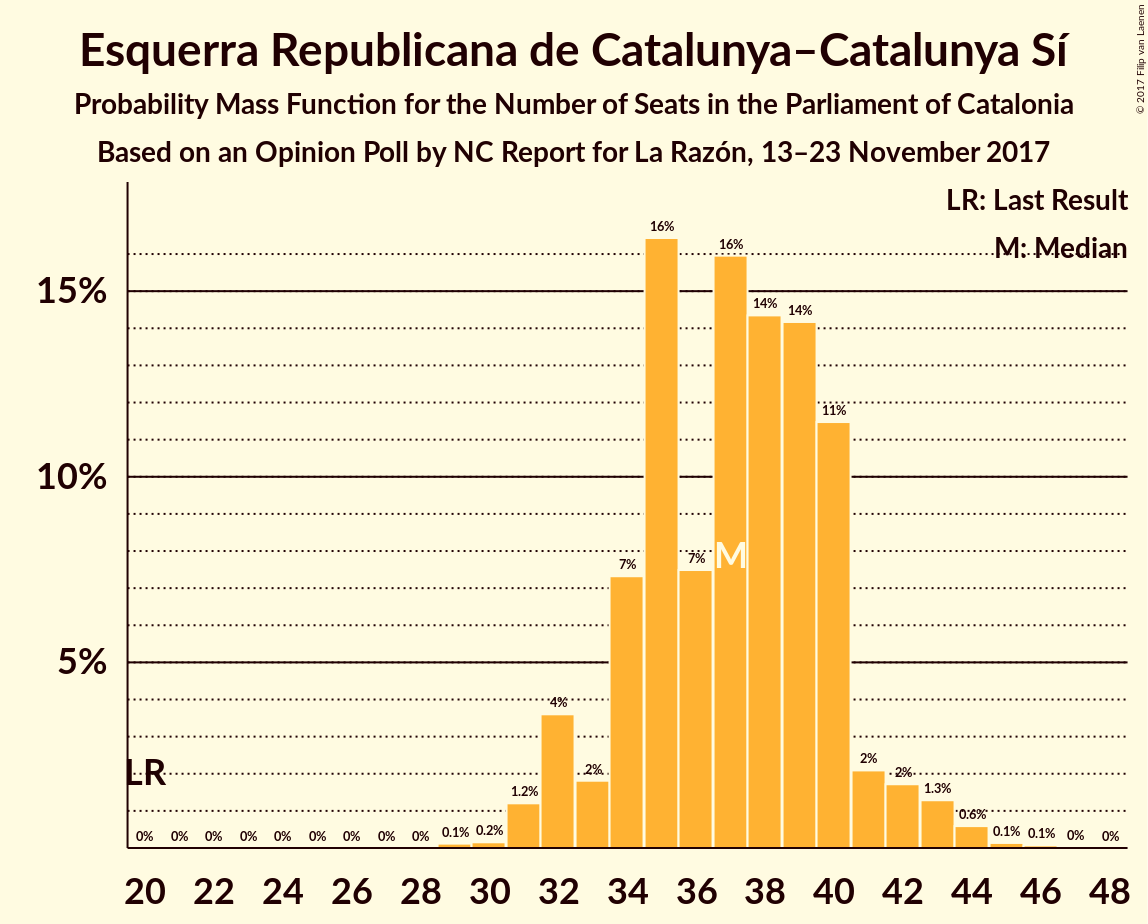 Esquerra Republicana de Catalunya–Catalunya Sí
Probability Mass Function for the Number of Seats in the Parliament of Catalonia
Based on an Opinion Poll by NC Report for La Razón, 13–23 November 2017
© 2017 Filip van Laenen
LR: Last Result
M: Median
15%
10%
5%
LR
M
0% 0% 0% 0% 0% 0% 0% 0% 0% 0.1% 0.2% 1.2% 4% 2% 7% 16% 7% 16% 14% 14% 11% 2% 2% 1.3% 0.6% 0.1% 0.1% 0% 0%
20 22 24 26 28 30 32 34 36 38 40 42 44 46 48